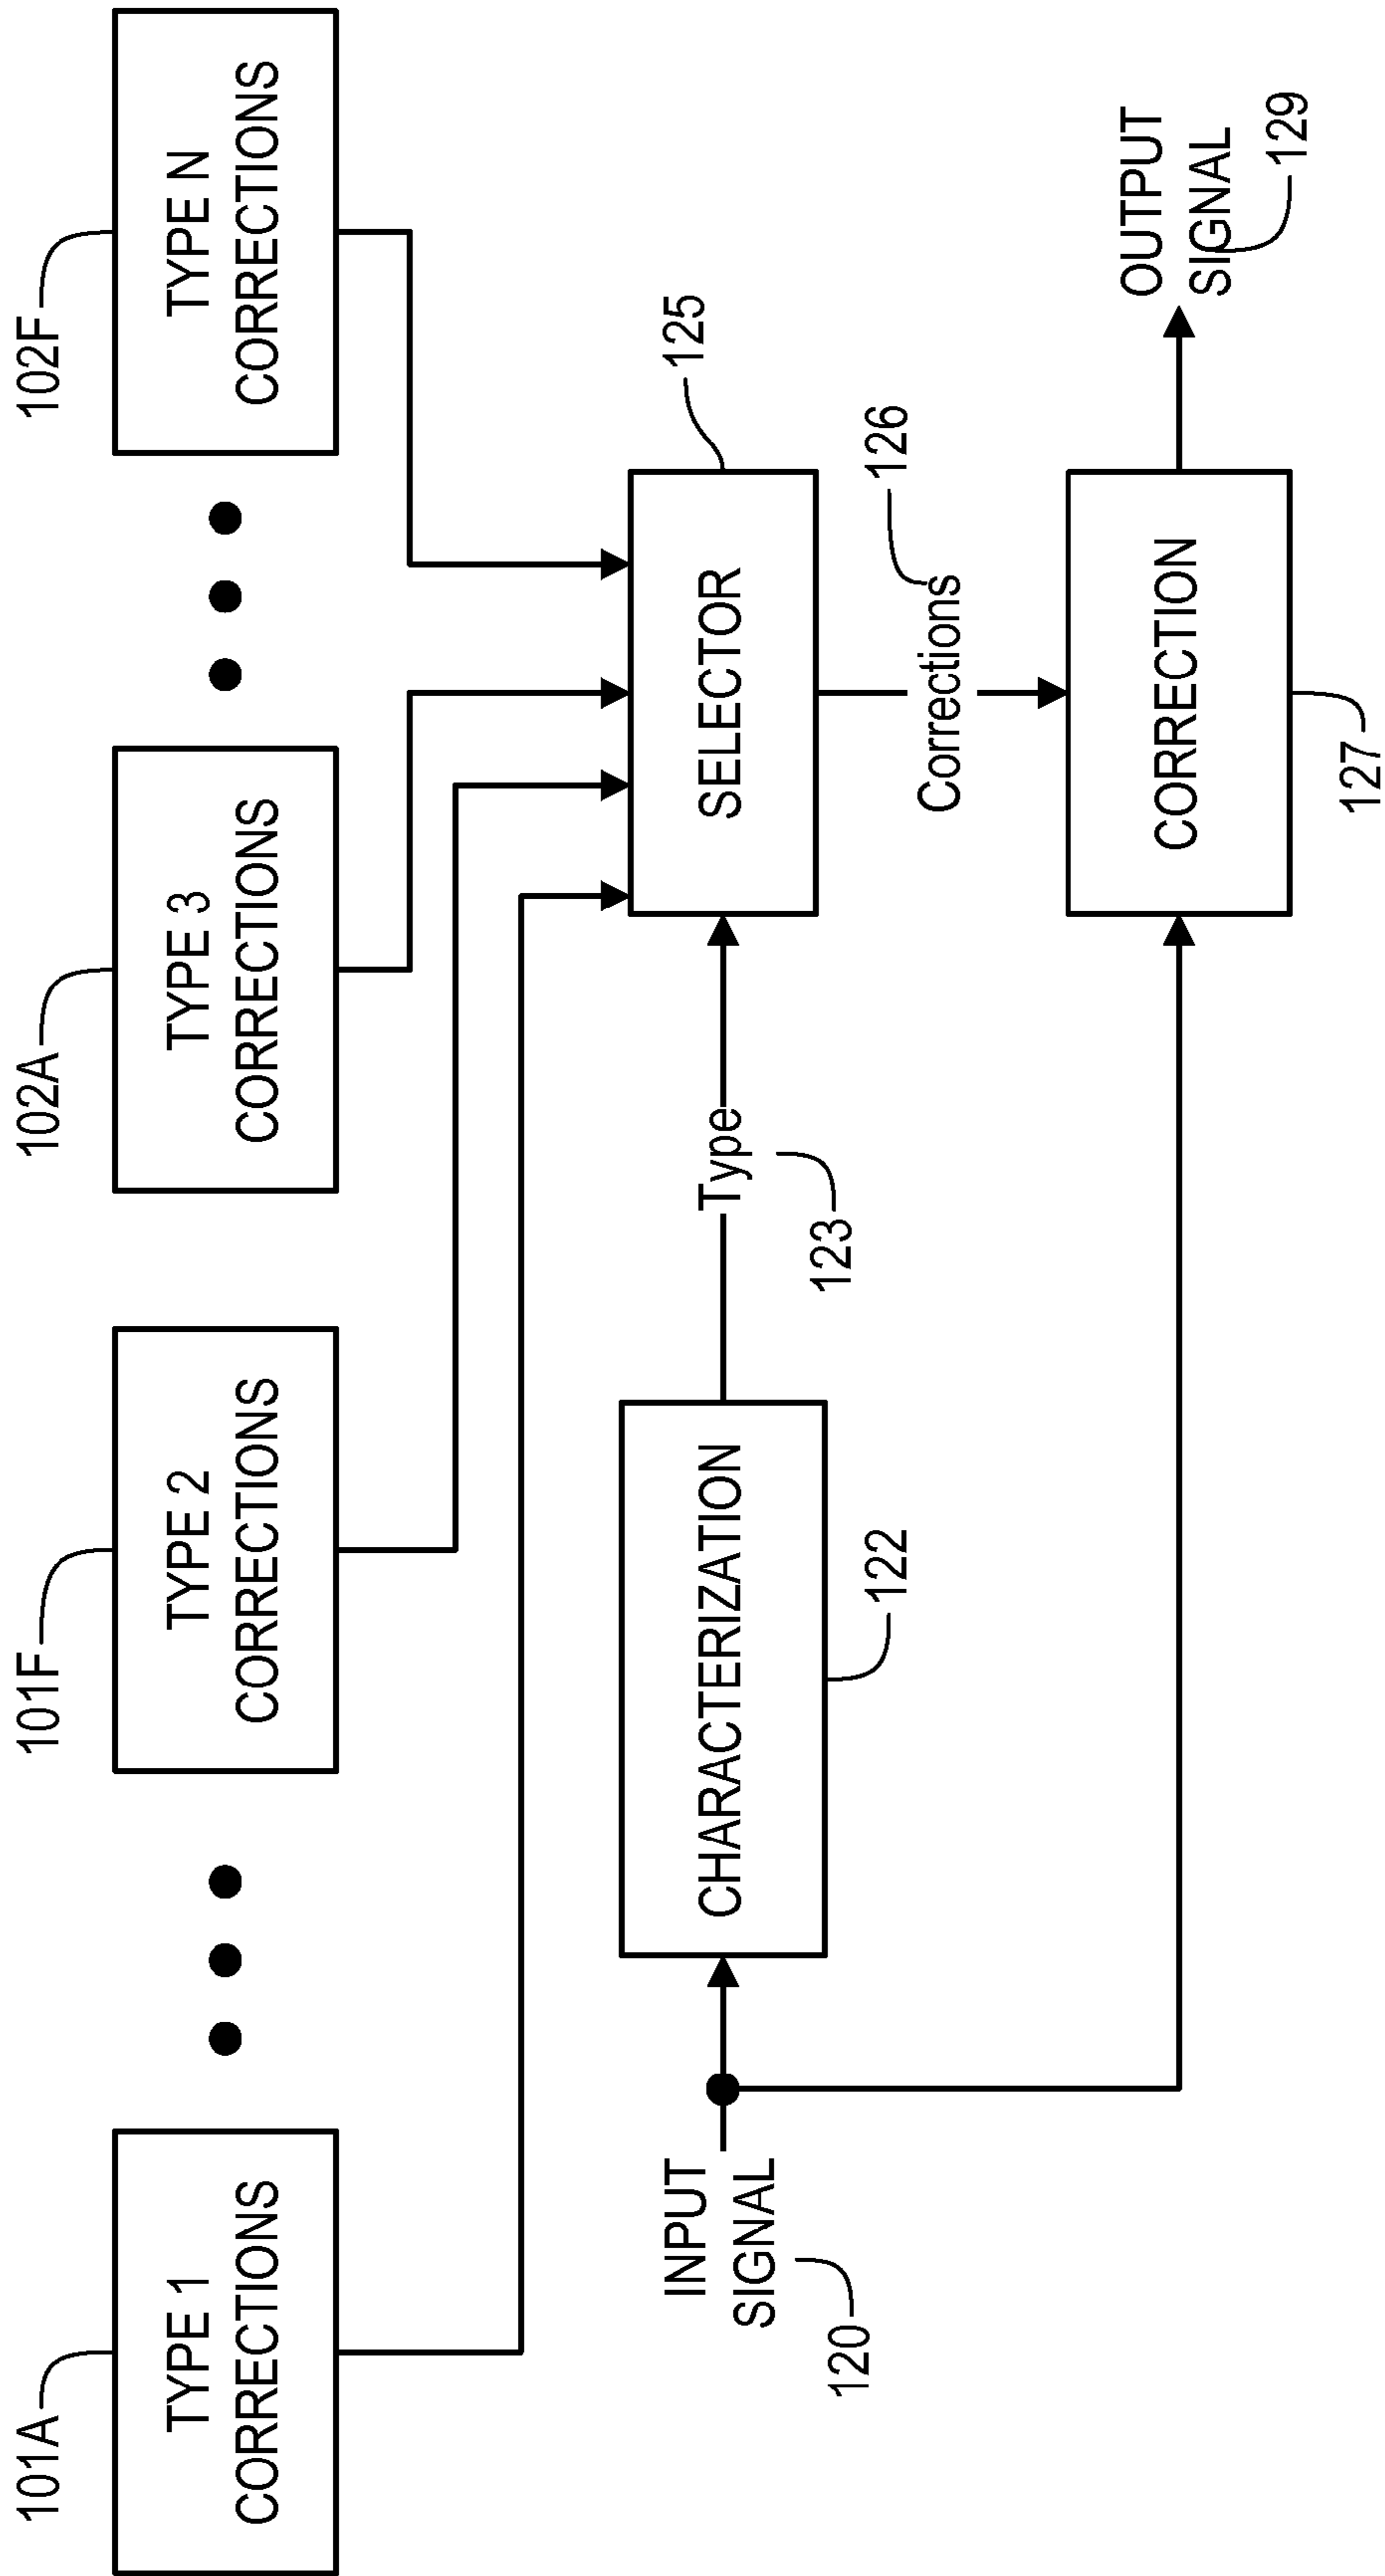 101A
101F
102A
102F
TYPE 1
CORRECTIONS
TYPE 2
CORRECTIONS
TYPE 3
CORRECTIONS
TYPE N
CORRECTIONS
INPUT
SIGNAL
120
CHARACTERIZATION
122
Type
123
SELECTOR
125
Corrections
126
CORRECTION
127
OUTPUT
SIGNAL
129